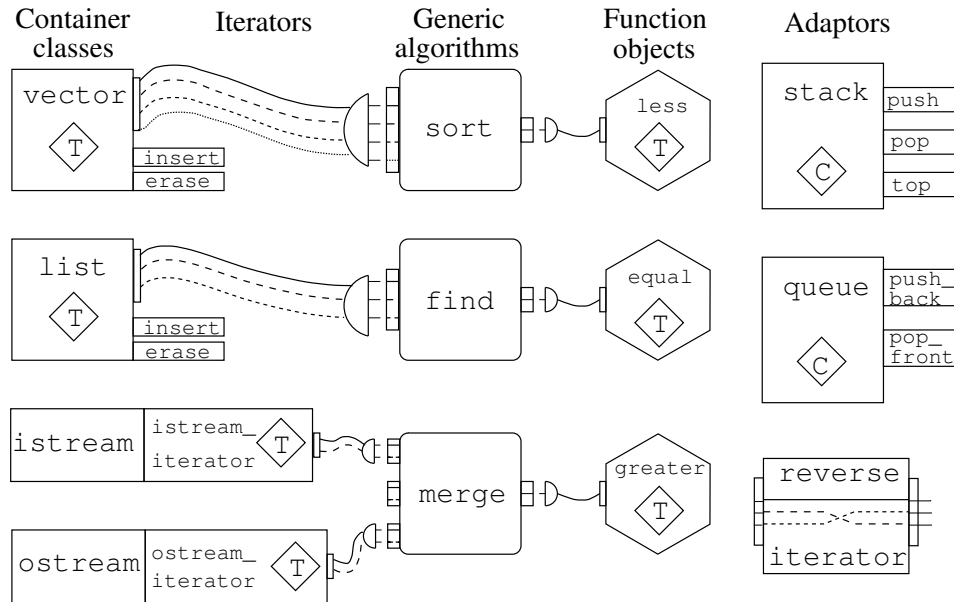 Container
classes
Iterators
Generic
algorithms
Function
objects
Adaptors
vector
T
insert
erase
sort
less
T
stack
C
push
pop
top
list
T
insert
erase
find
equal
T
queue
C
push_
back
pop_
front
istream
istream_
iterator
T
merge
greater
T
reverse
iterator
ostream
ostream_
iterator
T